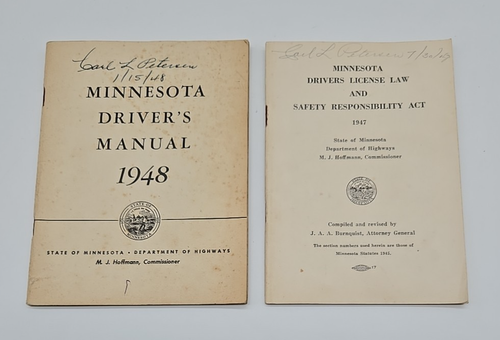 Carl L Petersen
1/15/48
MINNESOTA
DRIVER'S
MANUAL
1948
STATE OF MINNESOTA • DEPARTMENT OF HIGHWAYS
M. J. Hoffmann, Commissioner
Carl L Petersen
MINNESOTA
DRIVERS LICENSE LAW
AND
SAFETY RESPONSIBILITY ACT
1947
State of Minnesota
Department of Highways
M. J. Hoffmann, Commissioner
Compiled and revised by
J. A. A. Burnquist, Attorney General
The section numbers used herein are those of
Minnesota Statutes 1945.